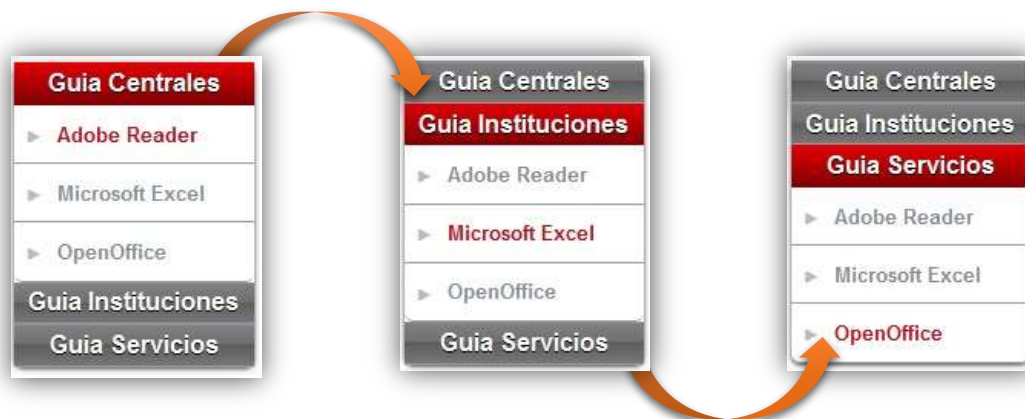 Guia Centrales
Adobe Reader
Microsoft Excel
OpenOffice
Guia Instituciones
Guia Servicios
Guia Centrales
Guia Instituciones
Adobe Reader
Microsoft Excel
OpenOffice
Guia Servicios
Guia Centrales
Guia Instituciones
Guia Servicios
Adobe Reader
Microsoft Excel
OpenOffice